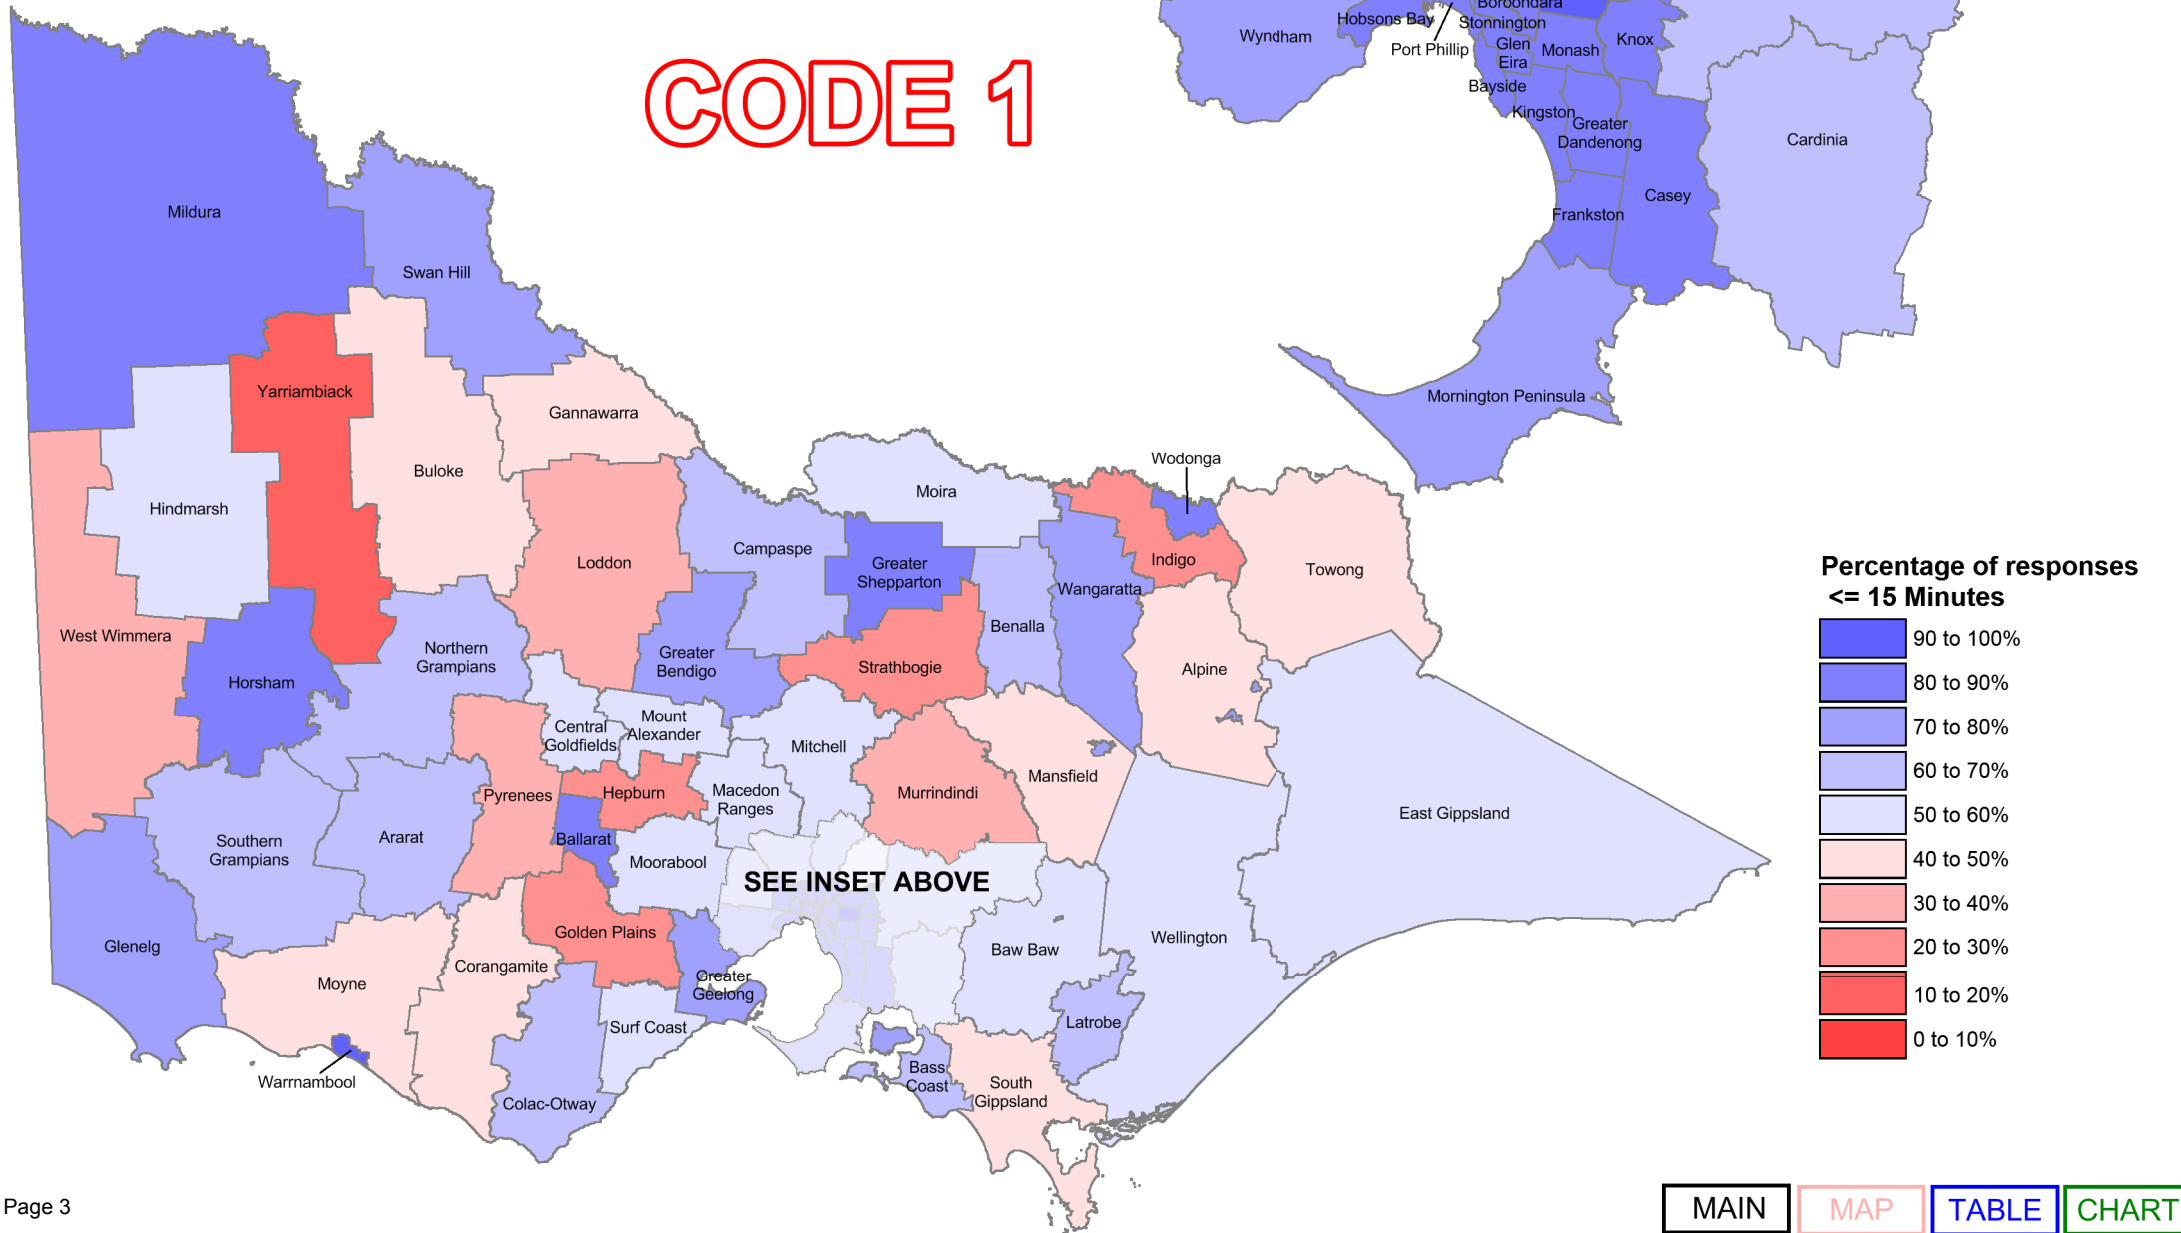 Boroondara
Hobsons Bay
Stonnington
Wyndham
Port Phillip
Glen
Eira
Monash
Knox
Bayside
Kingston
Greater
Dandenong
Cardinia
Casey
Frankston
Mornington Peninsula
CODE 1
Mildura
Swan Hill
Yarriambiack
Gannawarra
Buloke
Hindmarsh
Wodonga
Moira
Campaspe
Greater
Shepparton
Loddon
Indigo
Towong
Wangaratta
Benalla
West Wimmera
Northern
Grampians
Greater
Bendigo
Strathbogie
Alpine
Horsham
Central
Goldfields
Mount
Alexander
Mitchell
Mansfield
Pyrenees
Hepburn
Macedon
Ranges
Murrindindi
East Gippsland
Southern
Grampians
Ararat
Ballarat
Moorabool
SEE INSET ABOVE
Glenelg
Golden Plains
Baw Baw
Wellington
Moyne
Corangamite
Greater
Geelong
Surf Coast
Latrobe
Warrnambool
Colac-Otway
Bass
Coast
South
Gippsland
Percentage of responses
<= 15 Minutes
90 to 100%
80 to 90%
70 to 80%
60 to 70%
50 to 60%
40 to 50%
30 to 40%
20 to 30%
10 to 20%
0 to 10%
Page 3
MAIN
MAP
TABLE
CHART